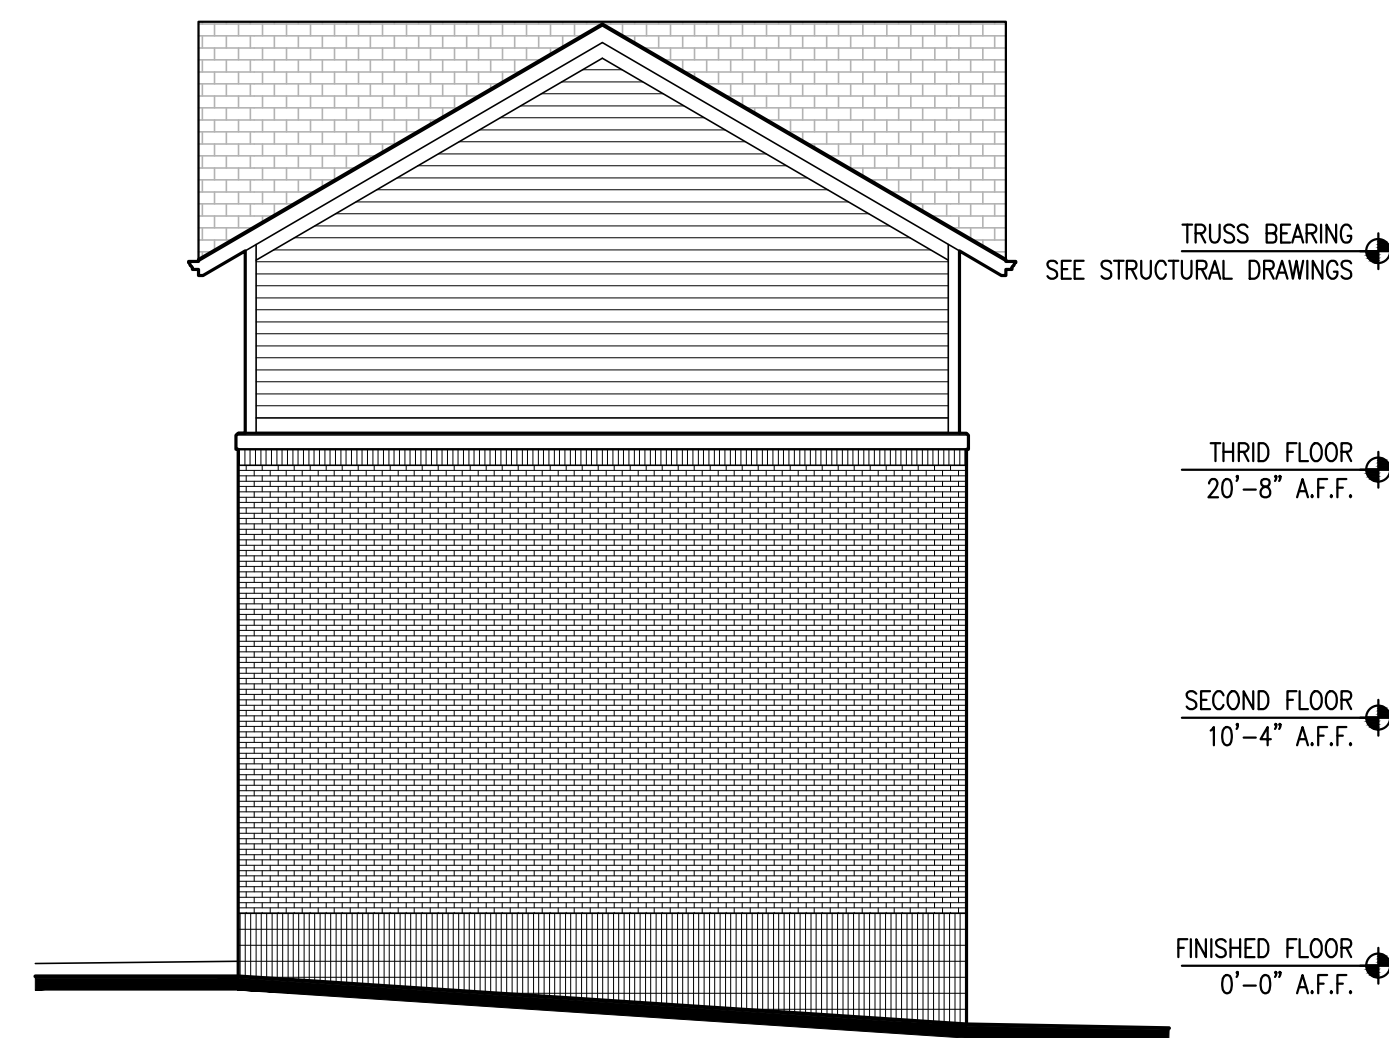 TRUSS BEARING
SEE STRUCTURAL DRAWINGS
THRID FLOOR
20'-8" A.F.F.
SECOND FLOOR
10'-4" A.F.F.
FINISHED FLOOR
0'-0" A.F.F.